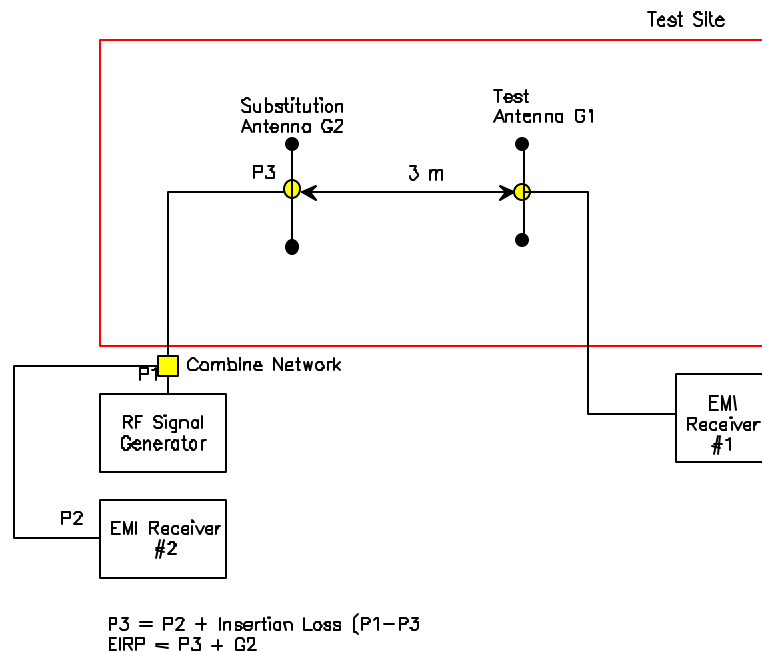 Test Site
Substitution
Antenna G2
Test
Antenna G1
P3
3 m
Combine Network
P1
RF Signal
Generator
EMI
Receiver
#1
P2
EMI Receiver
#2
P3 = P2 + Insertion Loss (P1-P3
EIRP = P3 + G2